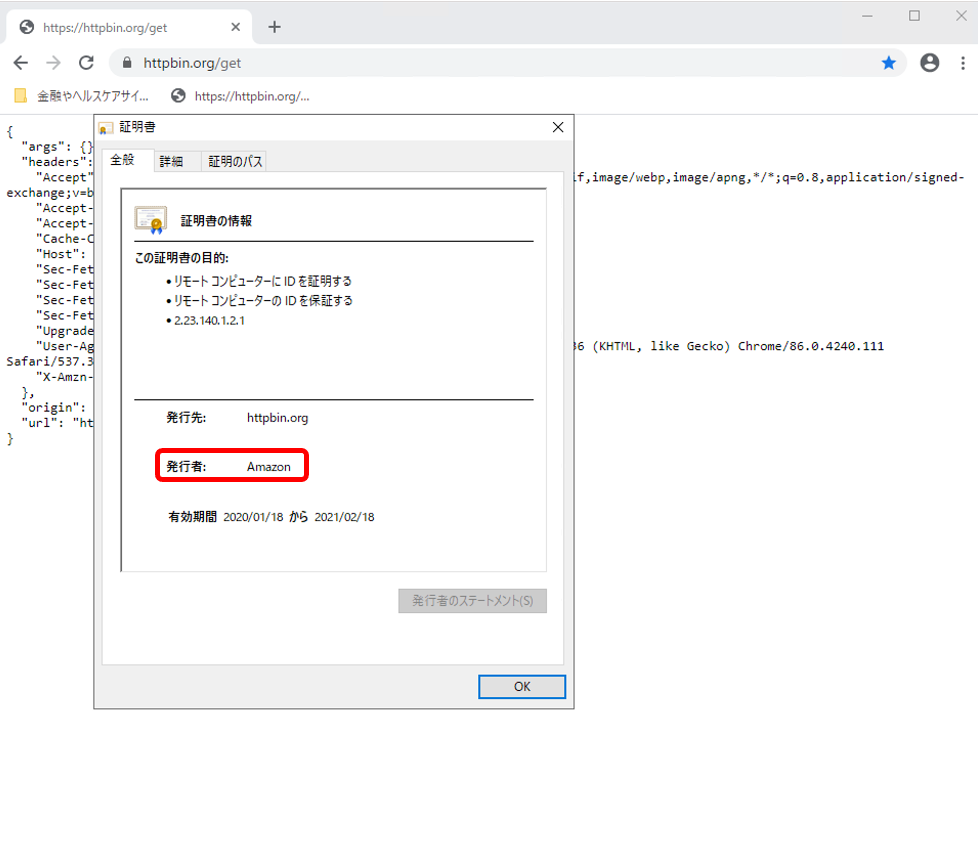 https://httpbin.org/get
httpbin.org/get
金融やヘルスケアサイ... https://httpbin.org/...
{
"args": {}
"headers":
"Accept" lf,image/webp,image/apng,*/*;q=0.8,application/signed-
exchange;v=b
"Accept-
"Accept-
"Cache-C
"Host":
"Sec-Fet
"Sec-Fet
"Sec-Fet
"Sec-Fet
"Upgrade
"User-Ag 36 (KHTML, like Gecko) Chrome/86.0.4240.111
Safari/537.3
"X-Amzn-
},
"origin":
"url": "ht
}
証明書
全般 詳細 証明のパス
証明書の情報
この証明書の目的:
• リモート コンピューターに ID を証明する
• リモート コンピューターの ID を保証する
• 2.23.140.1.2.1
発行先: httpbin.org
発行者: Amazon
有効期間 2020/01/18 から 2021/02/18
発行者のステートメント(S)
OK